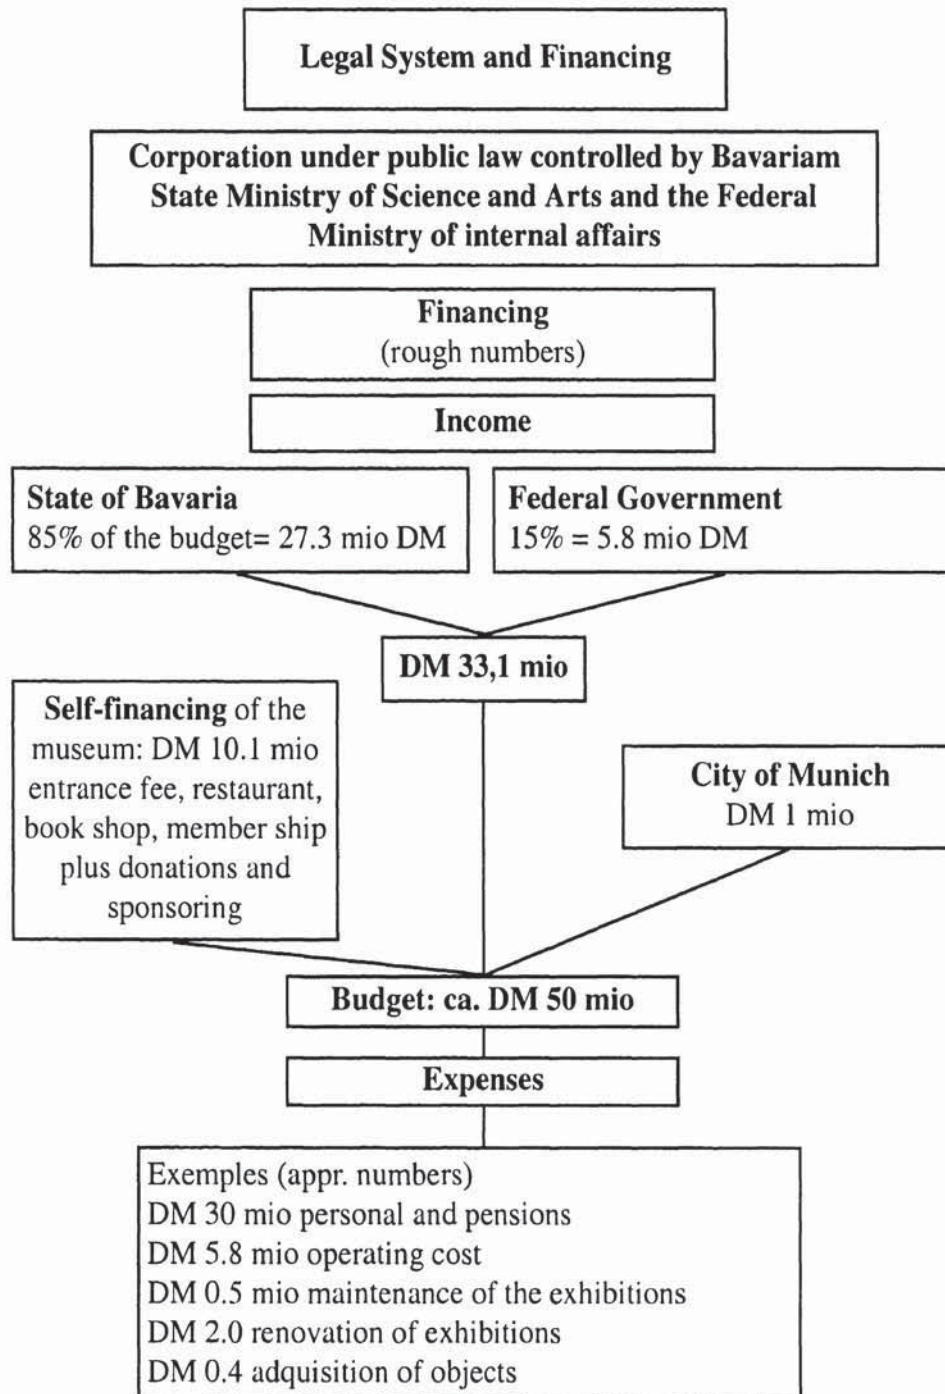 Legal System and Financing
Corporation under public law controlled by Bavariam
State Ministry of Science and Arts and the Federal
Ministry of internal affairs
Financing
(rough numbers)
Income
State of Bavaria
85% of the budget= 27.3 mio DM
Federal Government
15% = 5.8 mio DM
DM 33,1 mio
Self-financing of the
museum: DM 10.1 mio
entrance fee, restaurant,
book shop, member ship
plus donations and
sponsoring
City of Munich
DM 1 mio
Budget: ca. DM 50 mio
Expenses
Exemples (appr. numbers)
DM 30 mio personal and pensions
DM 5.8 mio operating cost
DM 0.5 mio maintenance of the exhibitions
DM 2.0 renovation of exhibitions
DM 0.4 adquisition of objects